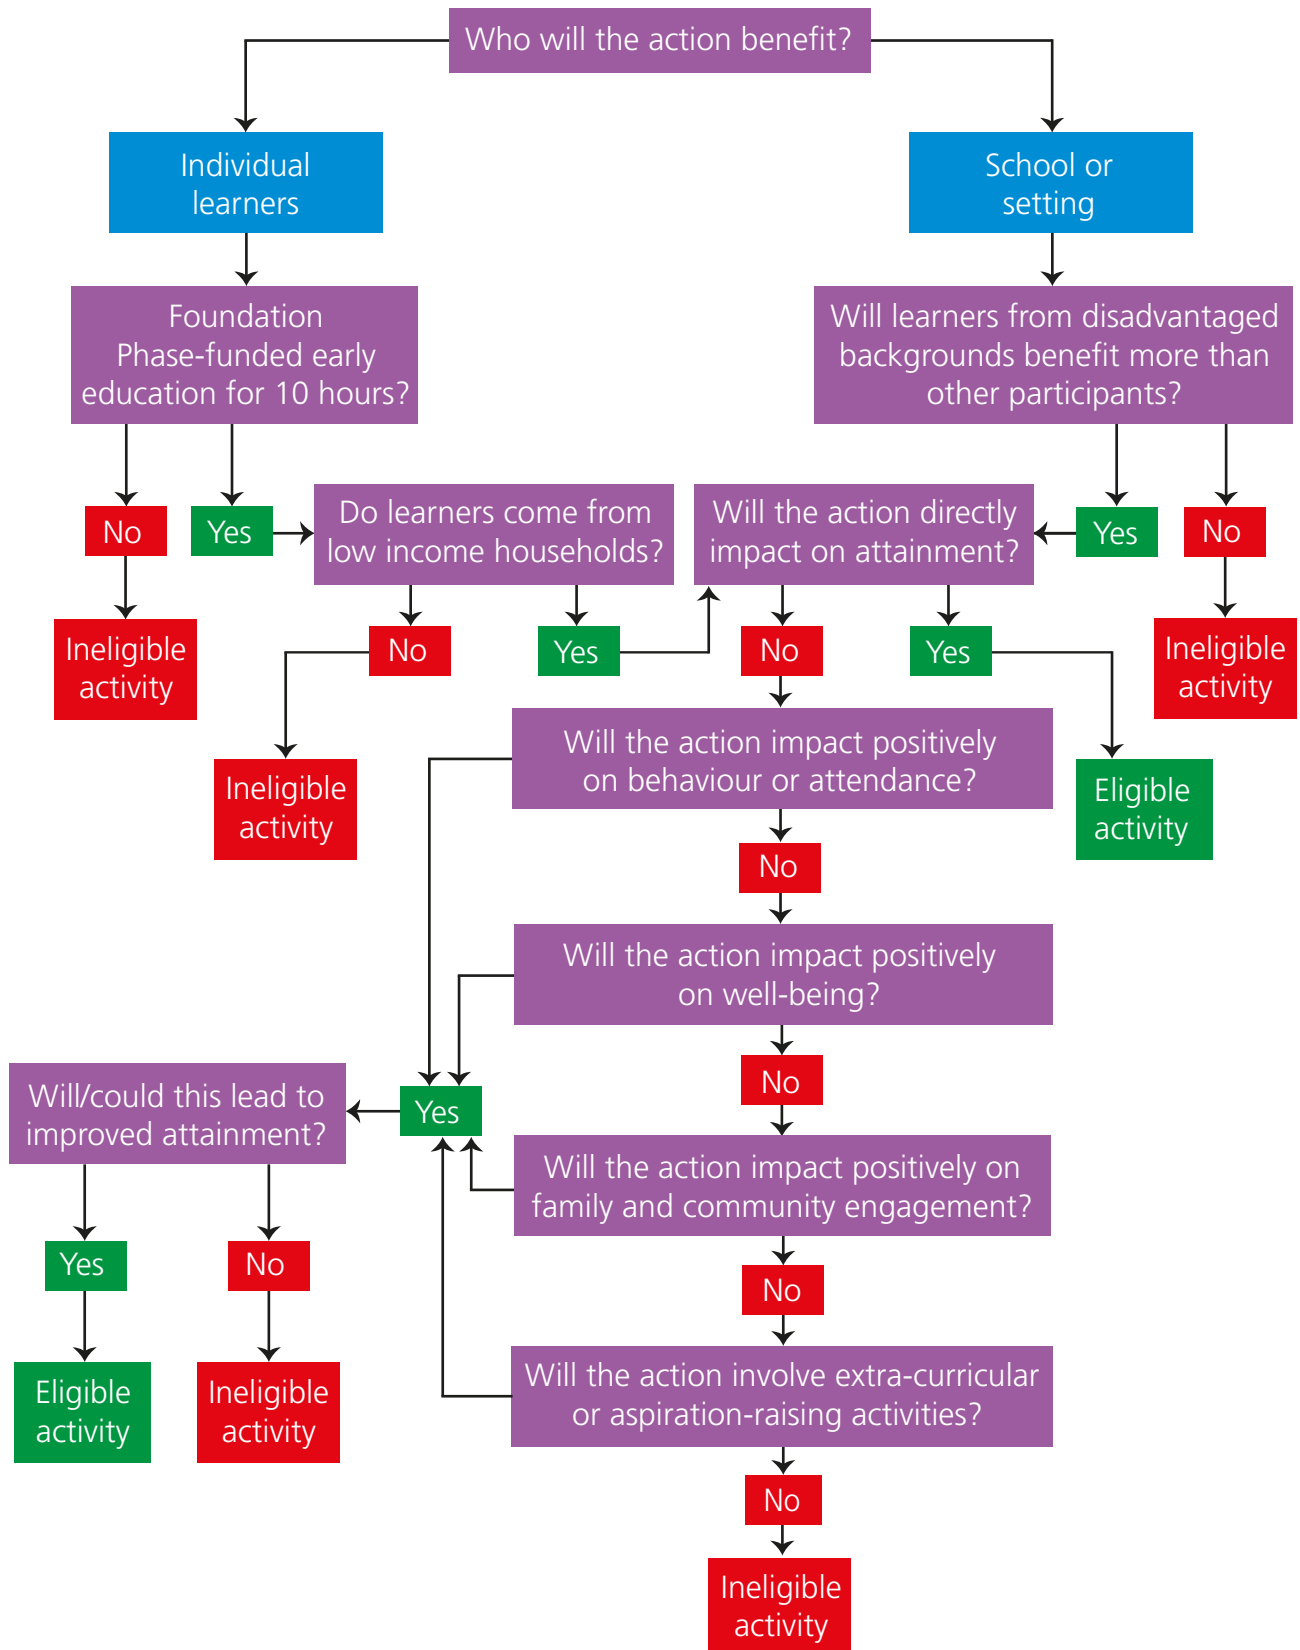 Who will the action benefit?
Individual
learners
School or
setting
Foundation
Phase-funded early
education for 10 hours?
Will learners from disadvantaged
backgrounds benefit more than
other participants?
No
Yes
Do learners come from
low income households?
Will the action directly
impact on attainment?
Yes
No
Ineligible
activity
No
Yes
No
Yes
Ineligible
activity
Ineligible
activity
Will the action impact positively
on behaviour or attendance?
Eligible
activity
No
Will the action impact positively
on well-being?
No
Will/could this lead to
improved attainment?
Yes
Will the action impact positively on
family and community engagement?
Yes
No
No
Eligible
activity
Ineligible
activity
Will the action involve extra-curricular
or aspiration-raising activities?
No
Ineligible
activity